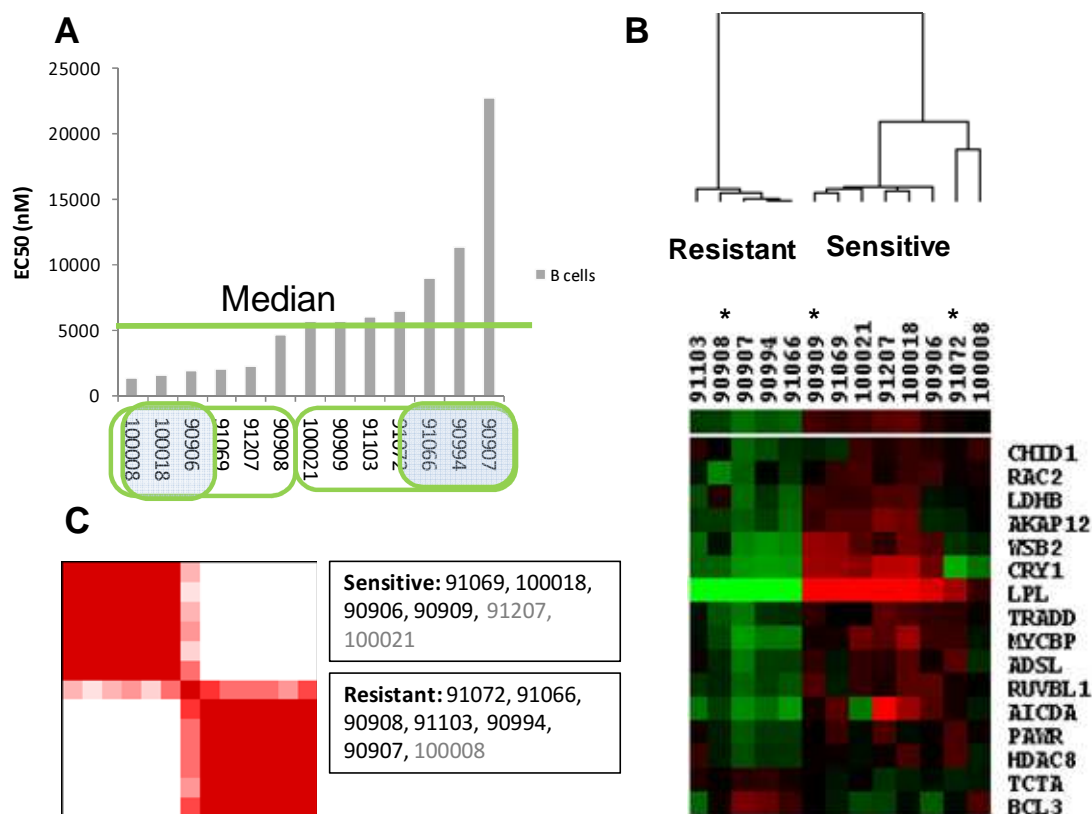 A
25000
20000
15000
10000
5000
0
EC50 (nM)
Median
B cells
100008
100018
90906
91069
91207
90908
100021
90909
91103
91072
91066
90994
90907
B
Resistant
Sensitive
* * *
91103
90908
90907
90994
91066
90909
91069
100021
91207
100018
90906
91072
100008
CHID1
RAC2
LDHB
AKAP12
WSB2
CRY1
LPL
TRADD
MYCBP
ADSL
RUVBL1
AICDA
PAWR
HDAC8
TCTA
BCL3
C
Sensitive: 91069, 100018,
90906, 90909, 91207,
100021
Resistant: 91072, 91066,
90908, 91103, 90994,
90907, 100008